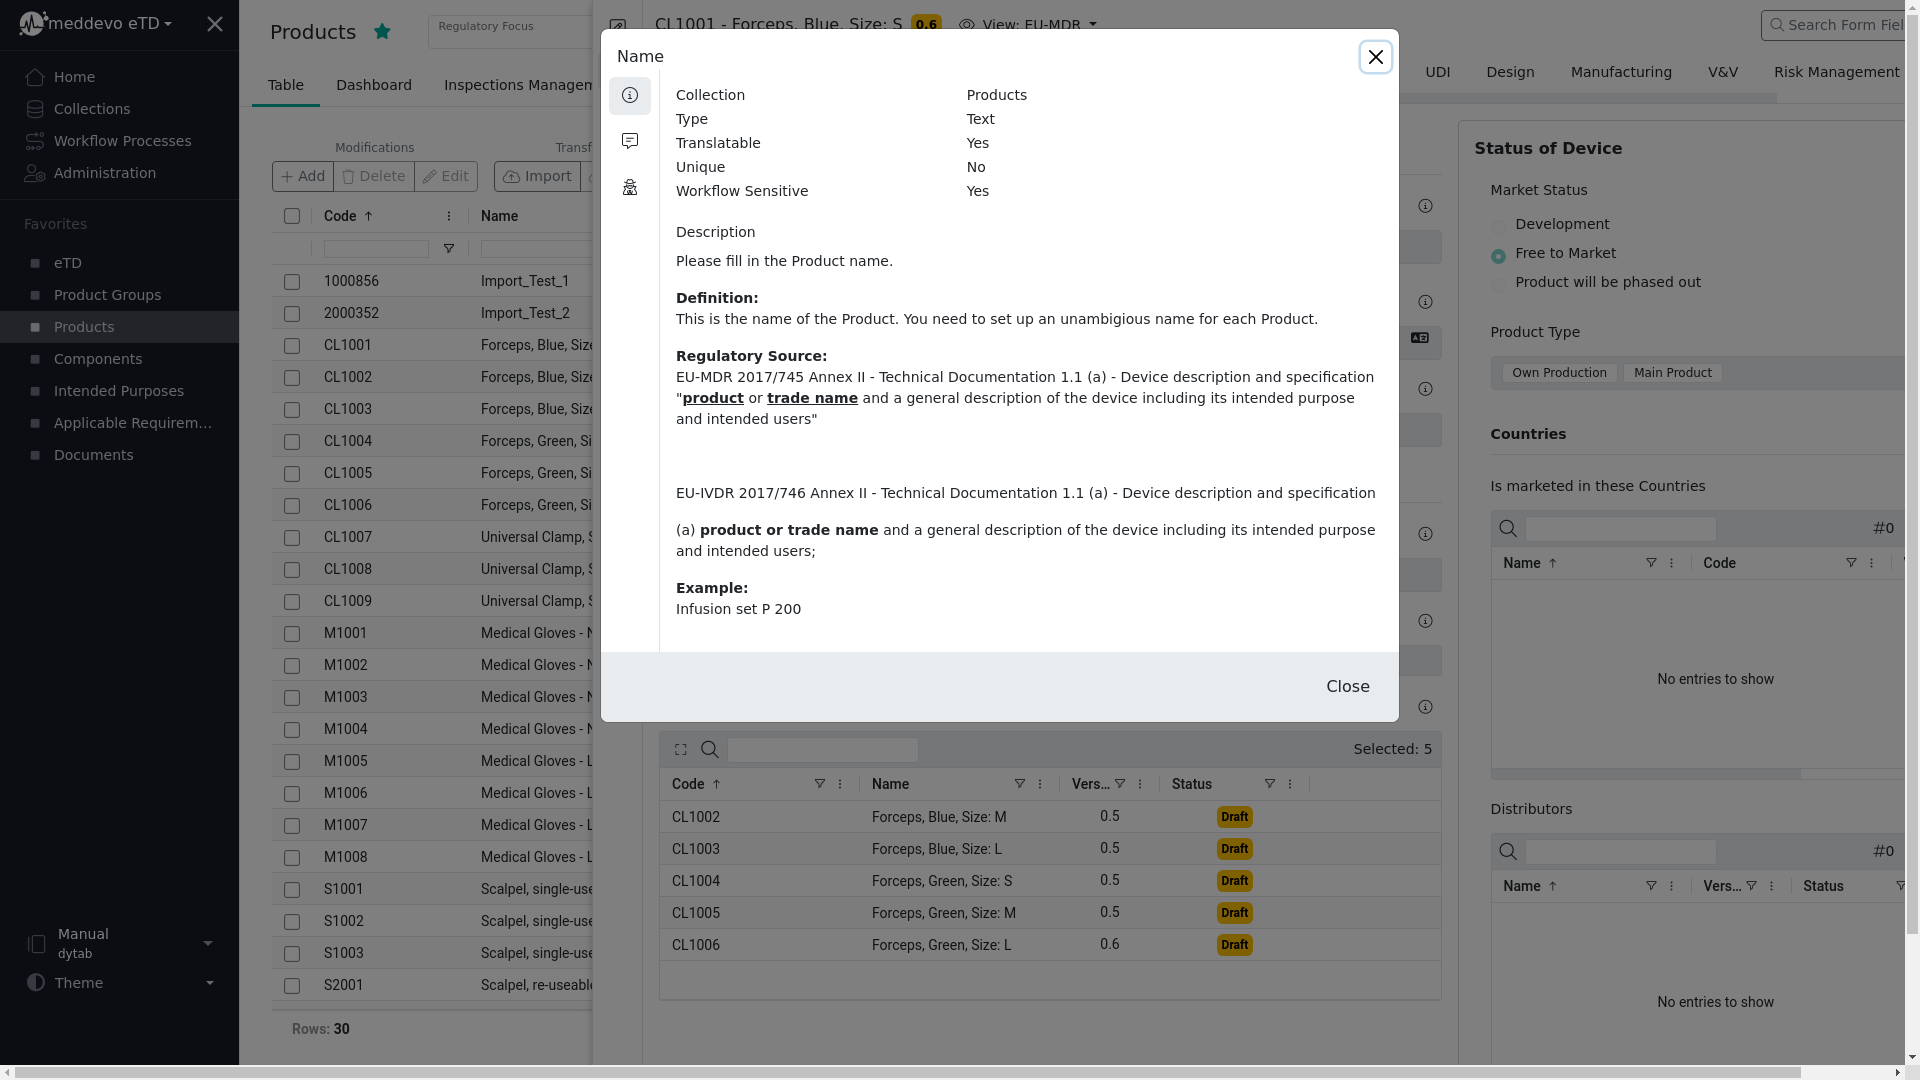 meddevo eTD
Home
Collections
Workflow Processes
Administration
Favorites
eTD
Product Groups
Products
Components
Intended Purposes
Applicable Requirem...
Documents
Manual
dytab
Theme
Products
Regulatory Focus
Table
Dashboard
Inspections Managem
Modifications
Transf
Add
Delete
Edit
Import
Code
Name
1000856 Import_Test_1
2000352 Import_Test_2
CL1001 Forceps, Blue, Size
CL1002 Forceps, Blue, Size
CL1003 Forceps, Blue, Size
CL1004 Forceps, Green, Si
CL1005 Forceps, Green, Si
CL1006 Forceps, Green, Si
CL1007 Universal Clamp, S
CL1008 Universal Clamp, S
CL1009 Universal Clamp, S
M1001 Medical Gloves - N
M1002 Medical Gloves - N
M1003 Medical Gloves - N
M1004 Medical Gloves - N
M1005 Medical Gloves - L
M1006 Medical Gloves - L
M1007 Medical Gloves - L
M1008 Medical Gloves - L
S1001 Scalpel, single-use
S1002 Scalpel, single-use
S1003 Scalpel, single-use
S2001 Scalpel, re-useable
Rows: 30
CL1001 - Forceps, Blue, Size: S 0.6 View: EU-MDR
Search Form Fiel
UDI
Design
Manufacturing
V&V
Risk Management
Name
Collection Products
Type Text
Translatable Yes
Unique No
Workflow Sensitive Yes
Description
Please fill in the Product name.
Definition:
This is the name of the Product. You need to set up an unambigious name for each Product.
Regulatory Source:
EU-MDR 2017/745 Annex II - Technical Documentation 1.1 (a) - Device description and specification
"product or trade name and a general description of the device including its intended purpose
and intended users"
EU-IVDR 2017/746 Annex II - Technical Documentation 1.1 (a) - Device description and specification
(a) product or trade name and a general description of the device including its intended purpose
and intended users;
Example:
Infusion set P 200
Close
Selected: 5
Code Name Vers... Status
CL1002 Forceps, Blue, Size: M 0.5 Draft
CL1003 Forceps, Blue, Size: L 0.5 Draft
CL1004 Forceps, Green, Size: S 0.5 Draft
CL1005 Forceps, Green, Size: M 0.5 Draft
CL1006 Forceps, Green, Size: L 0.6 Draft
Status of Device
Market Status
Development
Free to Market
Product will be phased out
Product Type
Own Production Main Product
Countries
Is marketed in these Countries
#0
Name Code
No entries to show
Distributors
#0
Name Vers... Status
No entries to show